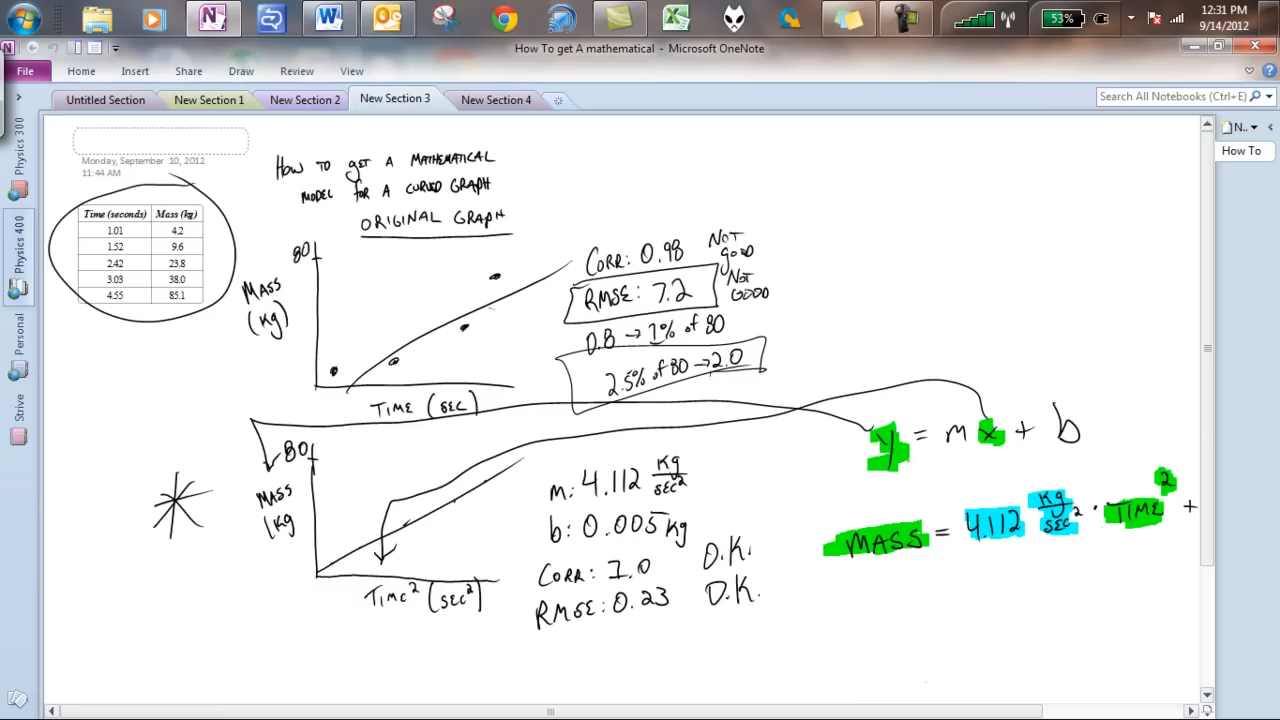 12:31 PM
53%
9/14/2012
How To get A mathematical - Microsoft OneNote
File Home Insert Share Draw Review View
Untitled Section New Section 1 New Section 2 New Section 3 New Section 4
Search All Notebooks (Ctrl+E)
N..
How To
Physics 300
Physics 400
Personal
Strive
Monday, September 10, 2012
11:44 AM
Time (seconds) Mass (kg)
1.01 4.2
1.52 9.6
2.42 23.8
3.03 38.0
4.55 85.1
HOW TO get A MATHEMATICAL
MODEL for A CURVED GRAPH
ORIGINAL GRAPH
80
MASS
(kg)
TIME (SEC)
CORR: 0.98 NOT good
RMSE: 7.2 NOT GOOD
O.B → 1% of 80
2.5% of 80 → 2.0
80
MASS
(kg
TIME² (SEC²)
m: 4.112 kg/SEC²
b: 0.005 kg
CORR: 1.0 O.K.
RMSE: 0.23 O.K.
y = m x + b
MASS = 4.112 kg/SEC² · TIME² +